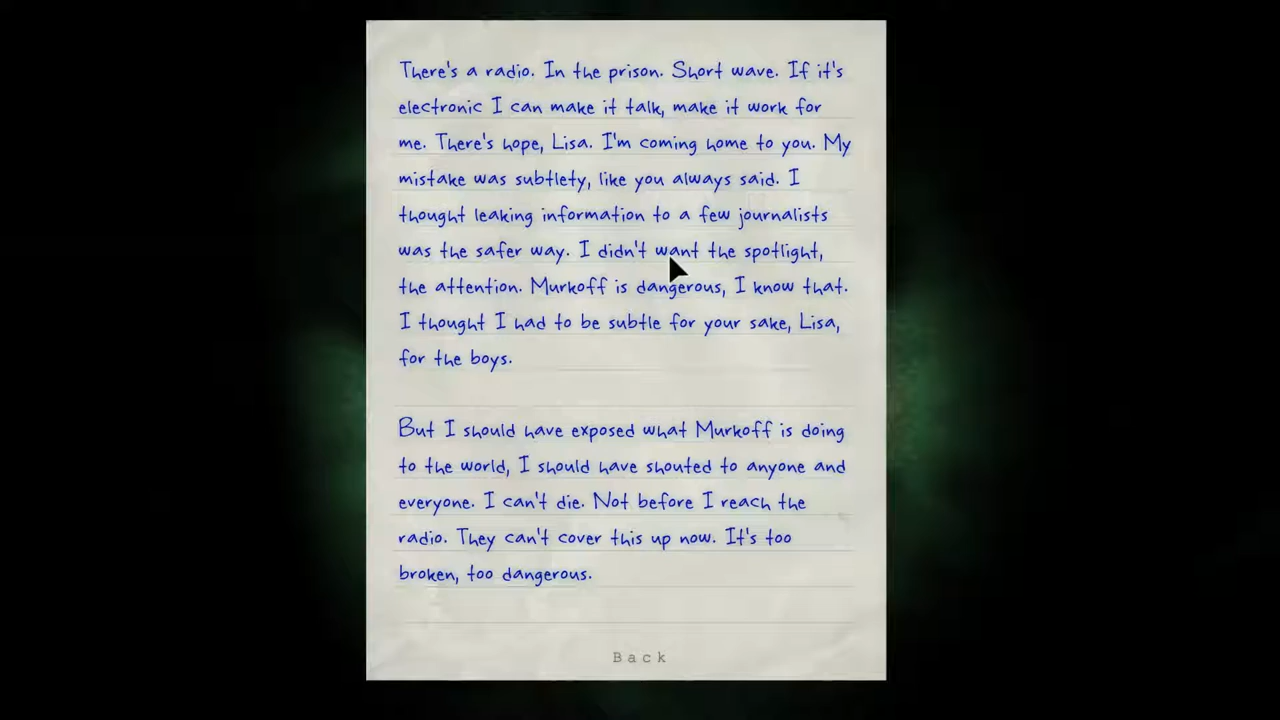 There's a radio. In the prison. Short wave. If it's
electronic I can make it talk, make it work for
me. There's hope, Lisa. I'm coming home to you. My
mistake was subtlety, like you always said. I
thought leaking information to a few journalists
was the safer way. I didn't want the spotlight,
the attention. Murkoff is dangerous, I know that.
I thought I had to be subtle for your sake, Lisa,
for the boys.
But I should have exposed what Murkoff is doing
to the world, I should have shouted to anyone and
everyone. I can't die. Not before I reach the
radio. They can't cover this up now. It's too
broken, too dangerous.
Back